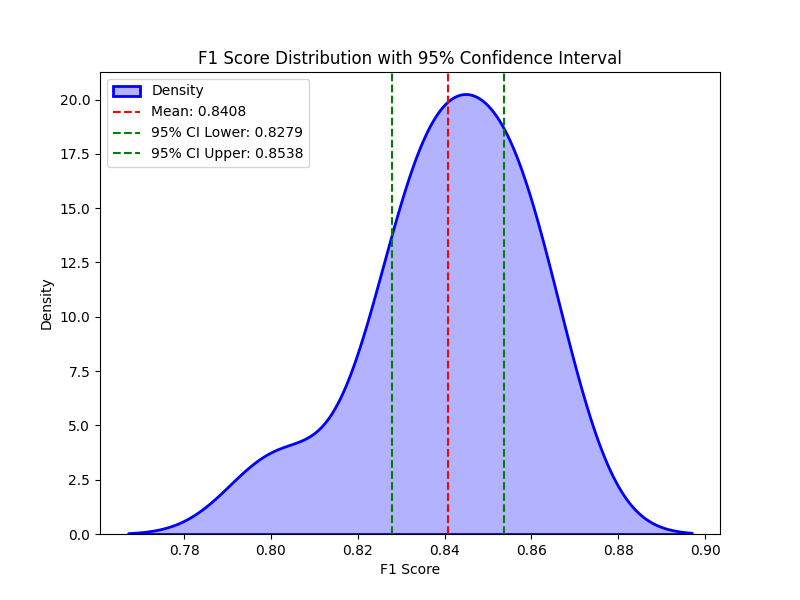 F1 Score Distribution with 95% Confidence Interval
Density
Mean: 0.8408
95% CI Lower: 0.8279
95% CI Upper: 0.8538
20.0
17.5
15.0
12.5
10.0
7.5
5.0
2.5
0.0
Density
0.78 0.80 0.82 0.84 0.86 0.88 0.90
F1 Score